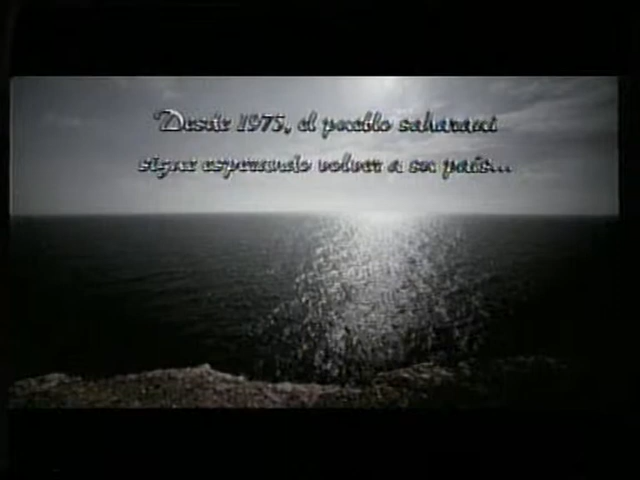 Desde 1975, el pueblo saharaui
sigue esperando volver a su país...